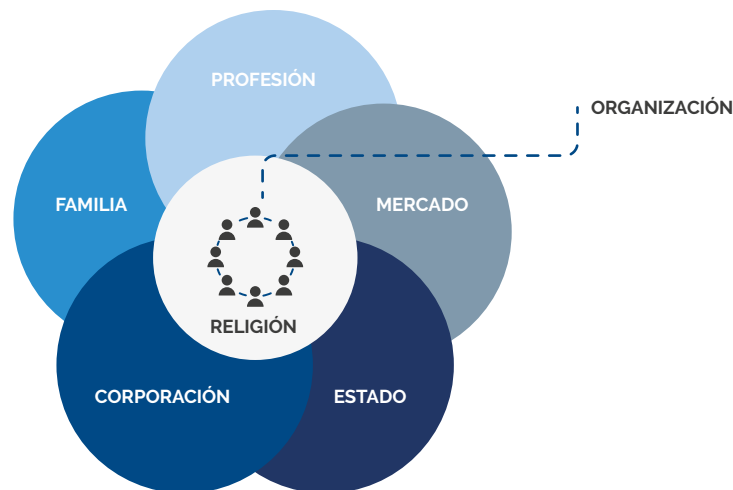 PROFESIÓN
ORGANIZACIÓN
FAMILIA
MERCADO
RELIGIÓN
CORPORACIÓN
ESTADO